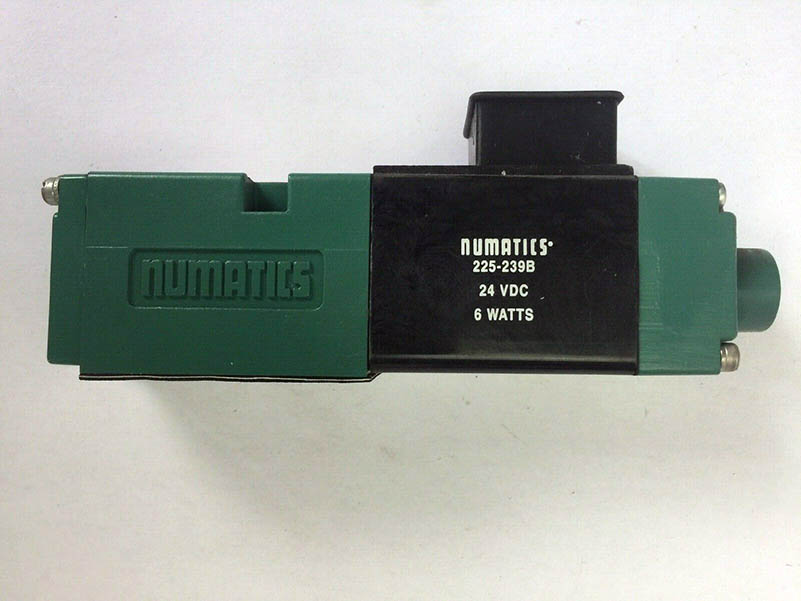 NUMATICS
NUMATICS®
225-239B
24 VDC
6 WATTS